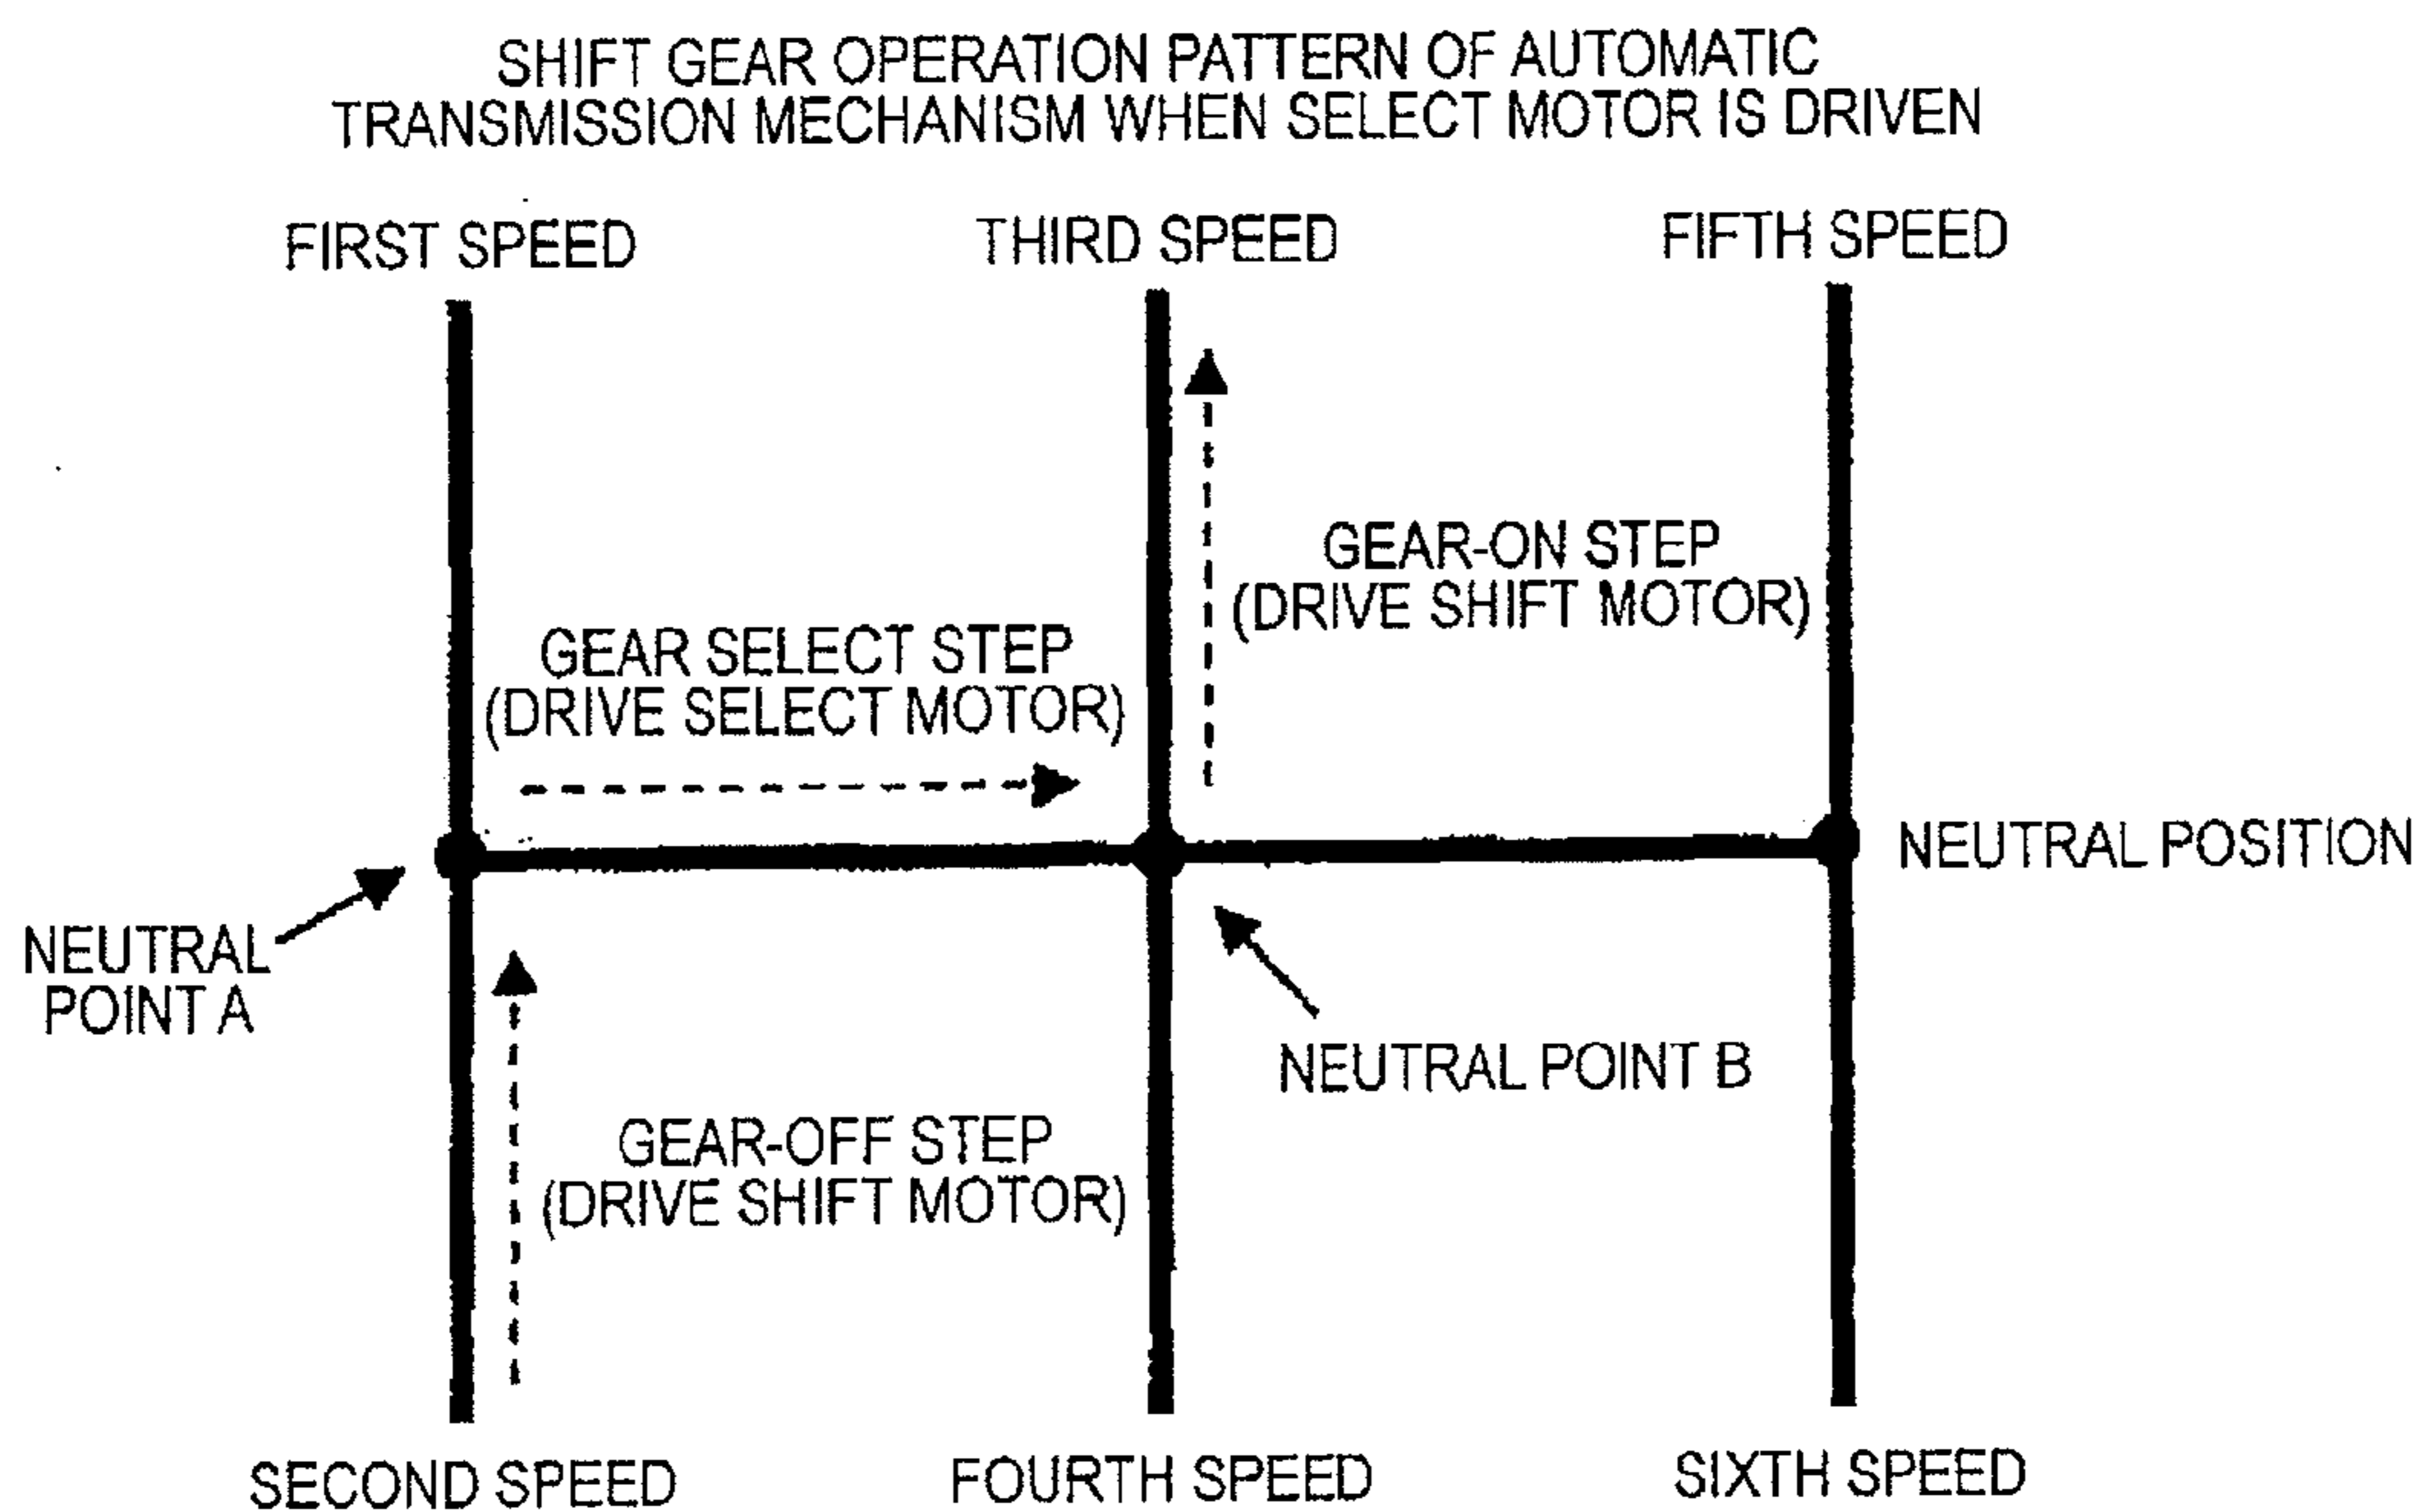 SHIFT GEAR OPERATION PATTERN OF AUTOMATIC
TRANSMISSION MECHANISM WHEN SELECT MOTOR IS DRIVEN
FIRST SPEED
THIRD SPEED
FIFTH SPEED
GEAR-ON STEP
(DRIVE SHIFT MOTOR)
GEAR SELECT STEP
(DRIVE SELECT MOTOR)
NEUTRAL POSITION
NEUTRAL
POINT A
NEUTRAL POINT B
GEAR-OFF STEP
(DRIVE SHIFT MOTOR)
SECOND SPEED
FOURTH SPEED
SIXTH SPEED